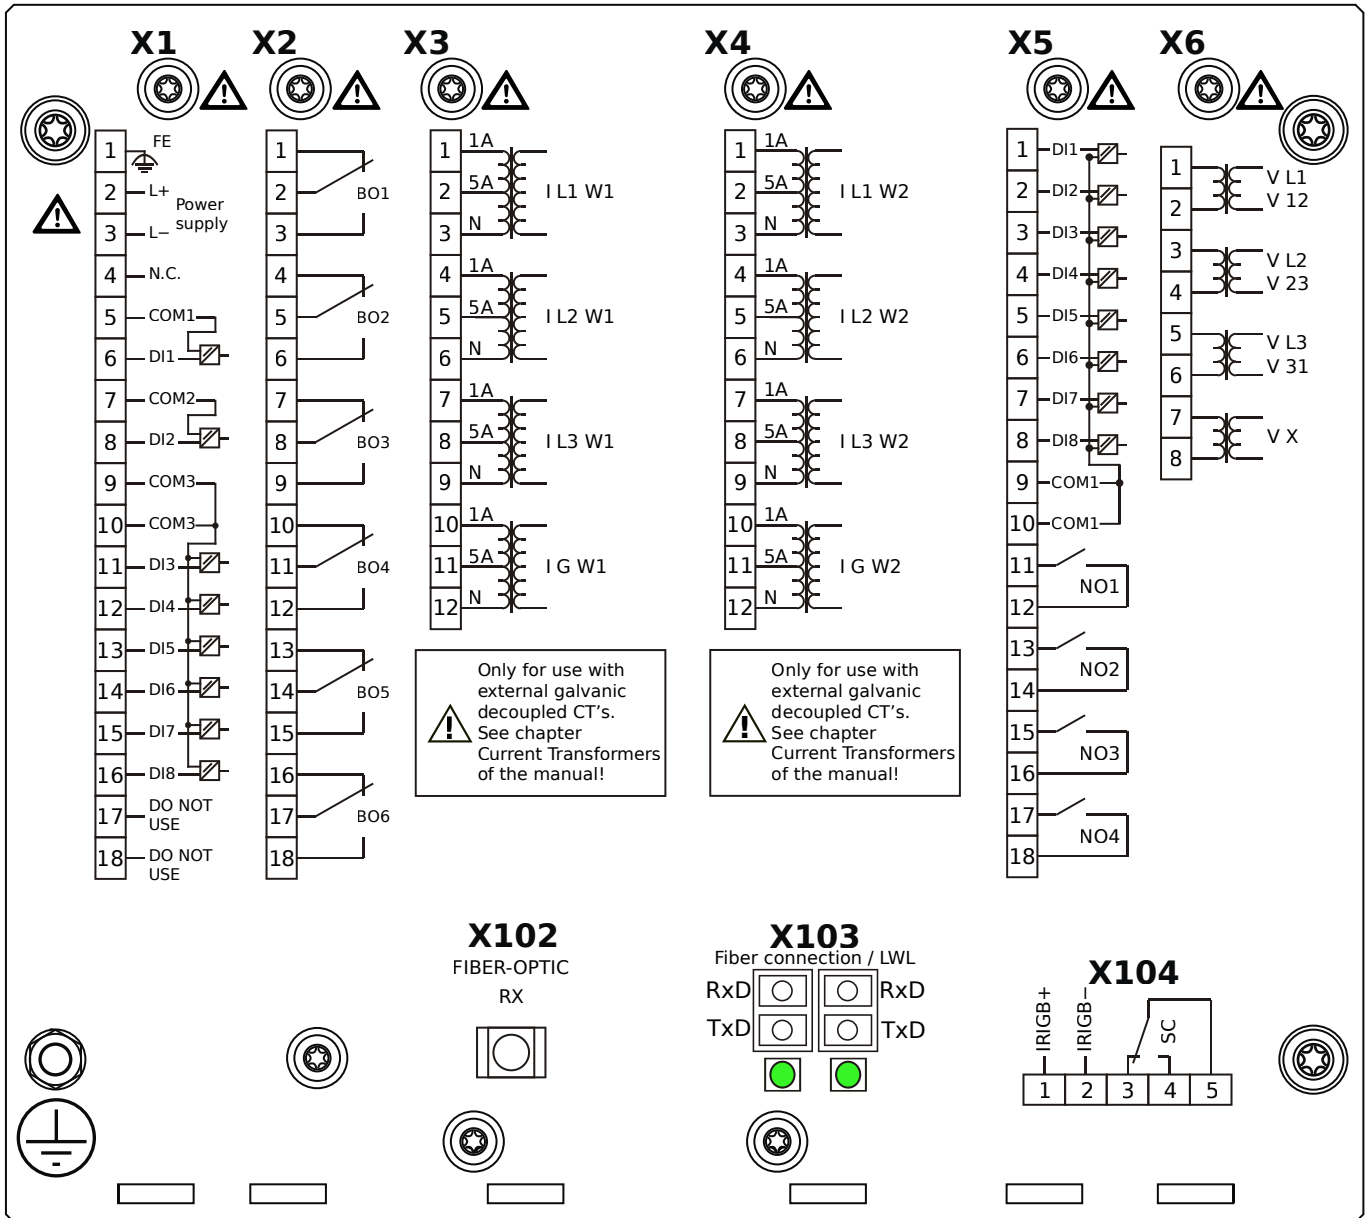 X1
X2
X3
X4
X5
X6
1 FE
2 L+
Power
supply
3 L−
4 N.C.
5 COM1
6 DI1
7 COM2
8 DI2
9 COM3
10 COM3
11 DI3
12 DI4
13 DI5
14 DI6
15 DI7
16 DI8
17 DO NOT
USE
18 DO NOT
USE
1
2 BO1
3
4
5 BO2
6
7
8 BO3
9
10
11 BO4
12
13
14 BO5
15
16
17 BO6
18
1 1A
2 5A I L1 W1
3 N
4 1A
5 5A I L2 W1
6 N
7 1A
8 5A I L3 W1
9 N
10 1A
11 5A I G W1
12 N
Only for use with
external galvanic
decoupled CT's.
See chapter
Current Transformers
of the manual!
1 1A
2 5A I L1 W2
3 N
4 1A
5 5A I L2 W2
6 N
7 1A
8 5A I L3 W2
9 N
10 1A
11 5A I G W2
12 N
Only for use with
external galvanic
decoupled CT's.
See chapter
Current Transformers
of the manual!
1 DI1
2 DI2
3 DI3
4 DI4
5 DI5
6 DI6
7 DI7
8 DI8
9 COM1
10 COM1
11
NO1
12
13
NO2
14
15
NO3
16
17
NO4
18
1 V L1
2 V 12
3 V L2
4 V 23
5 V L3
6 V 31
7
V X
8
X102
FIBER-OPTIC
RX
X103
Fiber connection / LWL
RxD RxD
TxD TxD
X104
IRIGB+
IRIGB−
SC
1 2 3 4 5